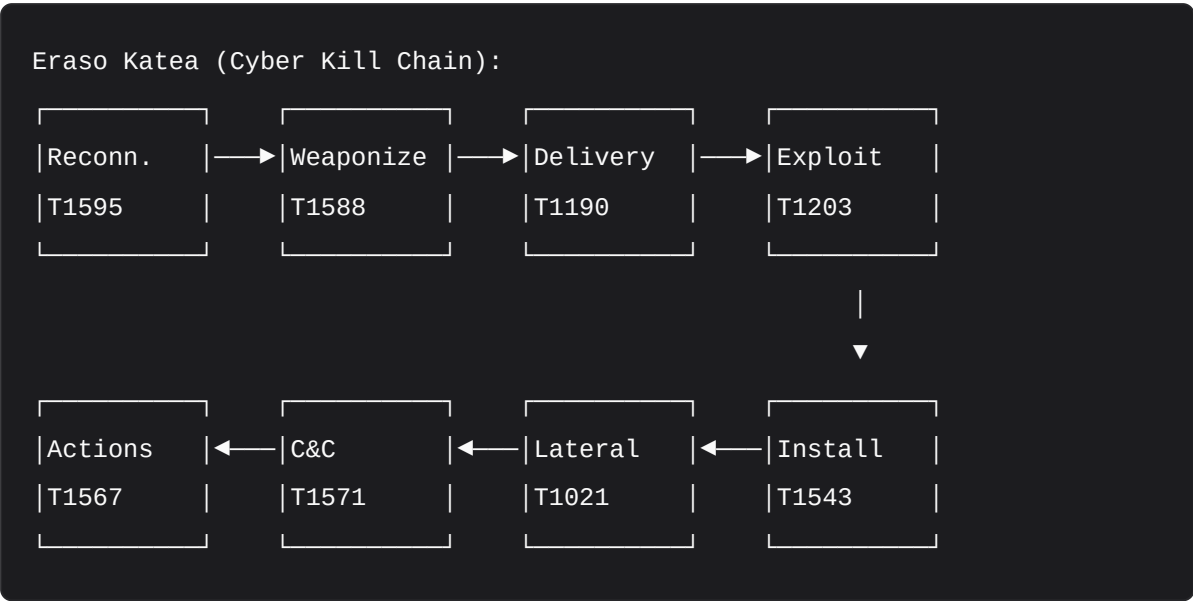 Eraso Katea (Cyber Kill Chain):
Reconn. Weaponize Delivery Exploit
T1595 T1588 T1190 T1203
Actions C&C Lateral Install
T1567 T1571 T1021 T1543